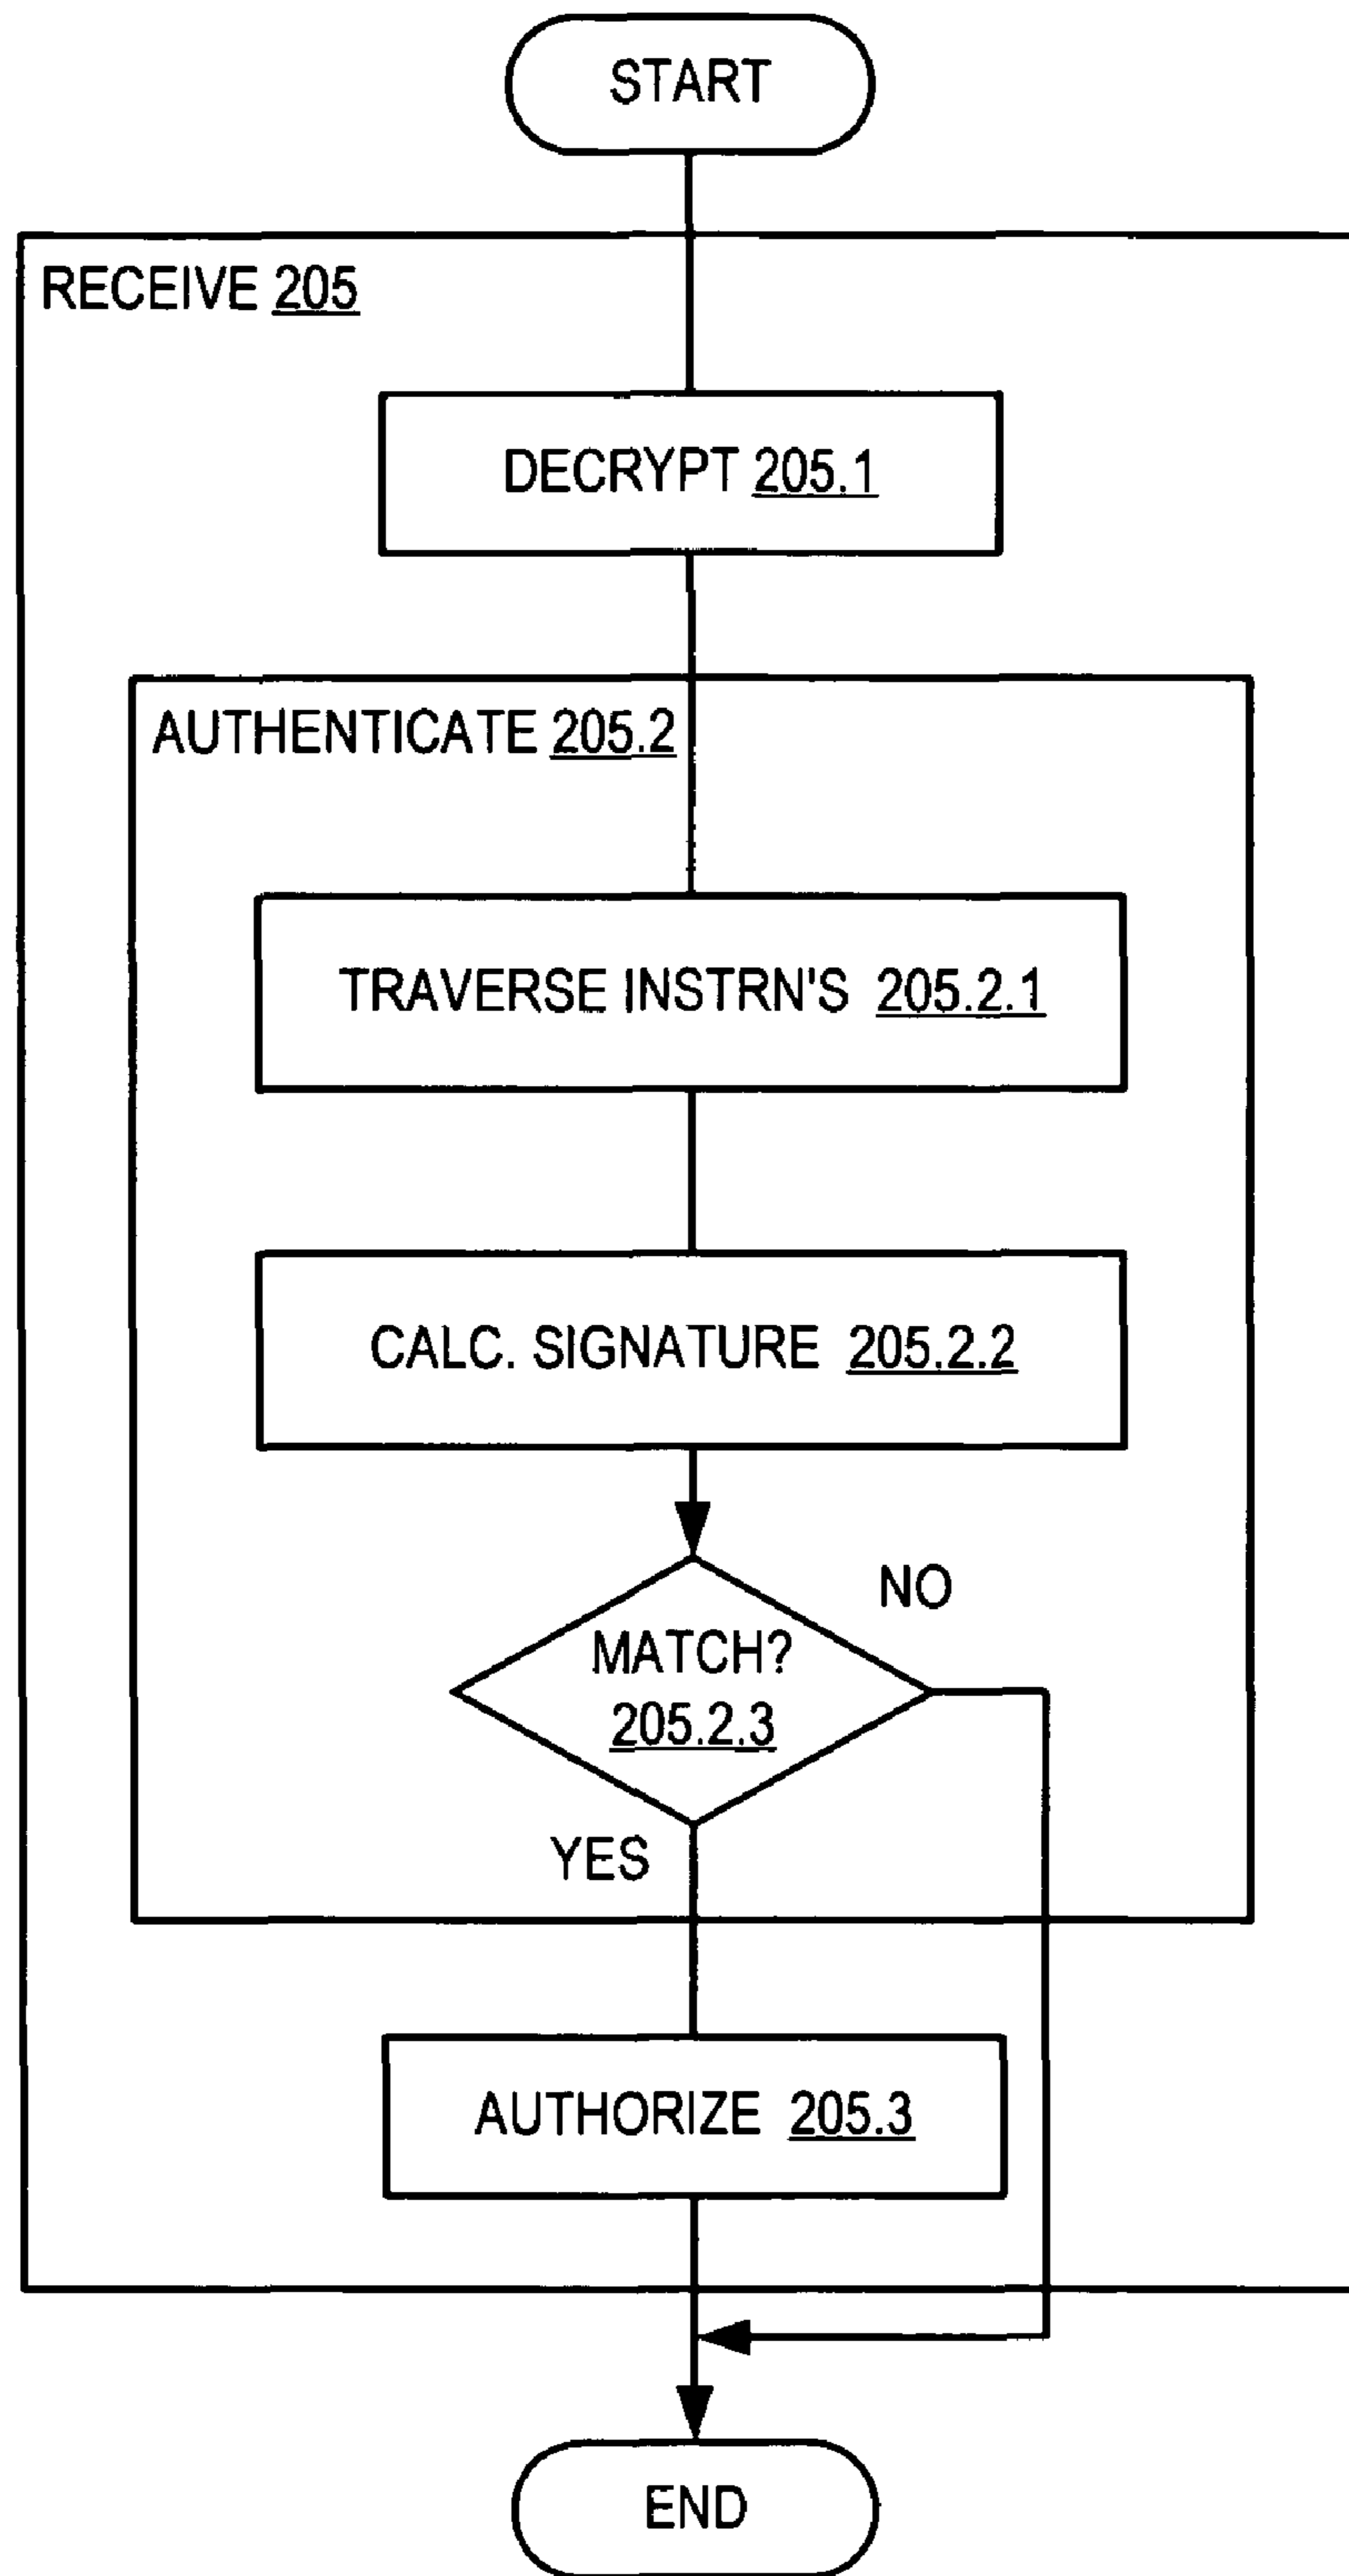 START
RECEIVE 205
DECRYPT 205.1
AUTHENTICATE 205.2
TRAVERSE INSTRN'S 205.2.1
CALC. SIGNATURE 205.2.2
NO
MATCH?
205.2.3
YES
AUTHORIZE 205.3
END